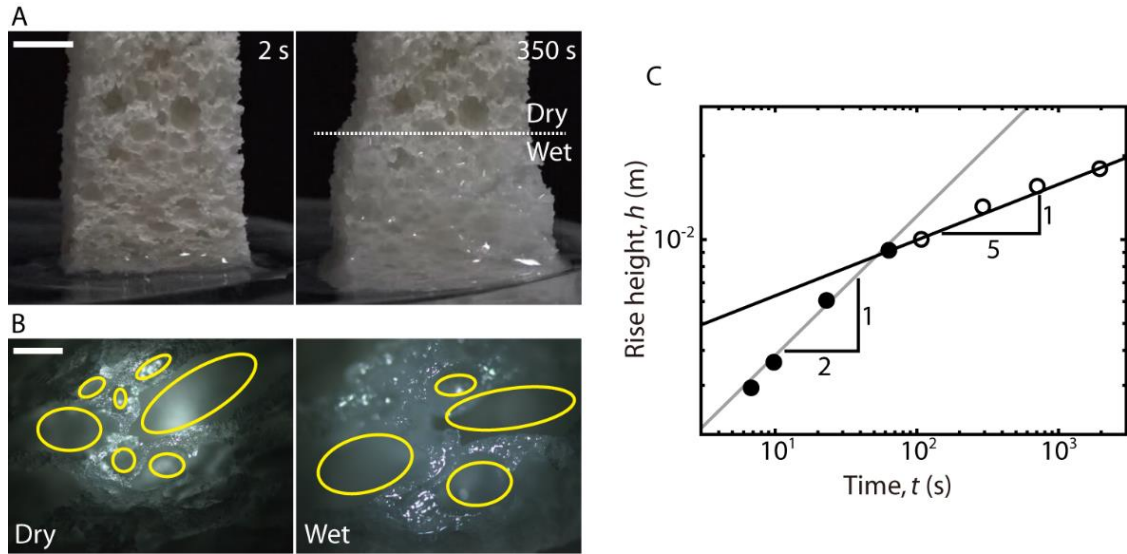 A
2 s
350 s
Dry
Wet
B
Dry
Wet
C
Rise height, h (m)
10⁻²
1
5
1
2
10¹
10²
10³
Time, t (s)